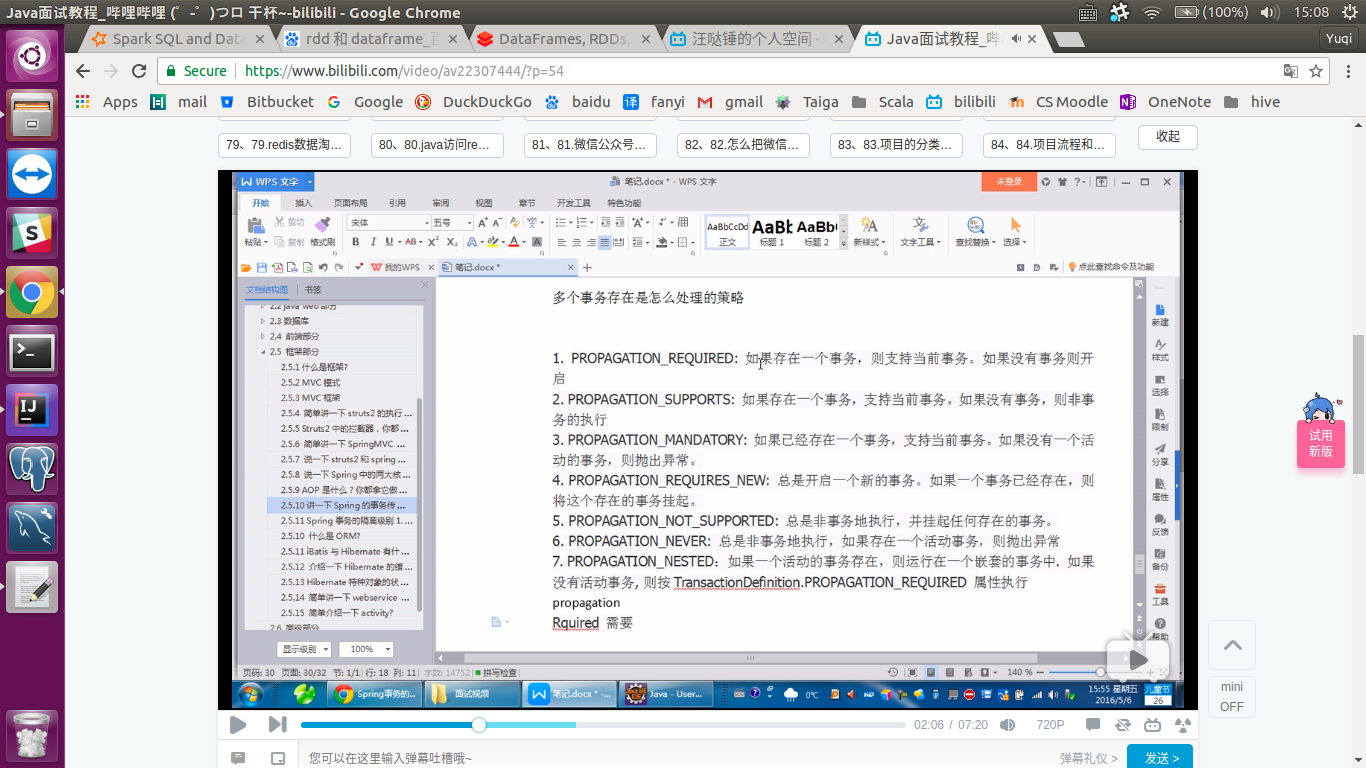 Java面试教程_哔哩哔哩 (゜-゜)つロ 干杯~-bilibili - Google Chrome
(100%)
15:08
Spark SQL and Data
rdd 和 dataframe_百
DataFrames, RDDs,
汪哒锤的个人空间 -
Java面试教程_哔
Yuqi
Secure
https://www.bilibili.com/video/av22307444/?p=54
Apps
mail
Bitbucket
Google
DuckDuckGo
baidu
fanyi
gmail
Taiga
Scala
bilibili
CS Moodle
OneNote
hive
79、79.redis数据淘...
80、80.java访问re...
81、81.微信公众号...
82、82.怎么把微信...
83、83.项目的分类...
84、84.项目流程和...
收起
WPS 文字
笔记.docx * - WPS 文字
未登录
开始
插入
页面布局
引用
审阅
视图
章节
开发工具
特色功能
粘贴
剪切
复制
格式刷
宋体
五号
AaBbCcDd
正文
AaBb
标题 1
AaBb
标题 2
新样式
文字工具
查找替换
选择
我的WPS
笔记.docx *
点此查找命令及功能
文档结构图
书签
2.2 java web 部分
2.3 数据库
2.4 前端部分
2.5 框架部分
2.5.1 什么是框架?
2.5.2 MVC 模式
2.5.3 MVC 框架
2.5.4 简单讲一下 struts2 的执行 ...
2.5.5 Struts2 中的拦截器，你都...
2.5.6 简单讲一下 SpringMVC ...
2.5.7 说一下 struts2 和 spring ...
2.5.8 说一下 Spring 中的两大核...
2.5.9 AOP 是什么？你都拿它做...
2.5.10 讲一下 Spring 的事务传 ...
2.5.11 Spring 事务的隔离级别 1. ...
2.5.10 什么是 ORM?
2.5.11 iBatis 与 Hibernate 有什 ...
2.5.12 介绍一下 Hibernate 的缓 ...
2.5.13 Hibernate 特种对象的状 ...
2.5.14 简单讲一下 webservice ...
2.5.15 简单介绍一下 activity?
2.6 高级部分
显示级别
100%
多个事务存在是怎么处理的策略
1. PROPAGATION_REQUIRED: 如果存在一个事务，则支持当前事务。如果没有事务则开
启
2. PROPAGATION_SUPPORTS: 如果存在一个事务，支持当前事务。如果没有事务，则非事
务的执行
3. PROPAGATION_MANDATORY: 如果已经存在一个事务，支持当前事务。如果没有一个活
动的事务，则抛出异常。
4. PROPAGATION_REQUIRES_NEW: 总是开启一个新的事务。如果一个事务已经存在，则
将这个存在的事务挂起。
5. PROPAGATION_NOT_SUPPORTED: 总是非事务地执行，并挂起任何存在的事务。
6. PROPAGATION_NEVER: 总是非事务地执行，如果存在一个活动事务，则抛出异常
7. PROPAGATION_NESTED：如果一个活动的事务存在，则运行在一个嵌套的事务中. 如果
没有活动事务, 则按 TransactionDefinition.PROPAGATION_REQUIRED 属性执行
propagation
Rquired 需要
新建
样式
选择
限制
分享
属性
反馈
备份
工具
帮助
页码: 30 页面: 30/32 节: 1/1 行: 18 列: 11 字数: 14752 拼写检查
140 %
Spring事务的...
面试视频
笔记.docx * -...
Java - User...
0℃
15:55 星期五
2016/5/6
儿童节
26
试用
新版
02:06 / 07:20
720P
mini
OFF
您可以在这里输入弹幕吐槽哦~
弹幕礼仪 >
发送 >